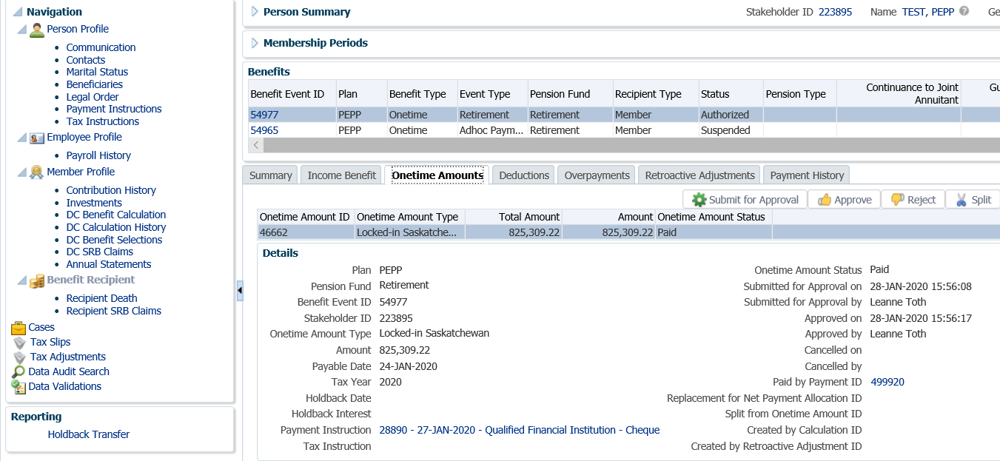 Navigation
Person Profile
Communication
Contacts
Marital Status
Beneficiaries
Legal Order
Payment Instructions
Tax Instructions
Employee Profile
Payroll History
Member Profile
Contribution History
Investments
DC Benefit Calculation
DC Calculation History
DC Benefit Selections
DC SRB Claims
Annual Statements
Benefit Recipient
Recipient Death
Recipient SRB Claims
Cases
Tax Slips
Tax Adjustments
Data Audit Search
Data Validations
Reporting
Holdback Transfer
Person Summary Stakeholder ID 223895 Name TEST, PEPP Ge
Membership Periods
Benefits
Benefit Event ID Plan Benefit Type Event Type Pension Fund Recipient Type Status Pension Type Continuance to Joint Annuitant Gu
54977 PEPP Onetime Retirement Retirement Member Authorized
54965 PEPP Onetime Adhoc Paym... Retirement Member Suspended
Summary Income Benefit Onetime Amounts Deductions Overpayments Retroactive Adjustments Payment History
Submit for Approval Approve Reject Split
Onetime Amount ID Onetime Amount Type Total Amount Amount Onetime Amount Status
46662 Locked-in Saskatche... 825,309.22 825,309.22 Paid
Details
Plan PEPP
Pension Fund Retirement
Benefit Event ID 54977
Stakeholder ID 223895
Onetime Amount Type Locked-in Saskatchewan
Amount 825,309.22
Payable Date 24-JAN-2020
Tax Year 2020
Holdback Date
Holdback Interest
Payment Instruction 28890 - 27-JAN-2020 - Qualified Financial Institution - Cheque
Tax Instruction
Onetime Amount Status Paid
Submitted for Approval on 28-JAN-2020 15:56:08
Submitted for Approval by Leanne Toth
Approved on 28-JAN-2020 15:56:17
Approved by Leanne Toth
Cancelled on
Cancelled by
Paid by Payment ID 499920
Replacement for Net Payment Allocation ID
Split from Onetime Amount ID
Created by Calculation ID
Created by Retroactive Adjustment ID